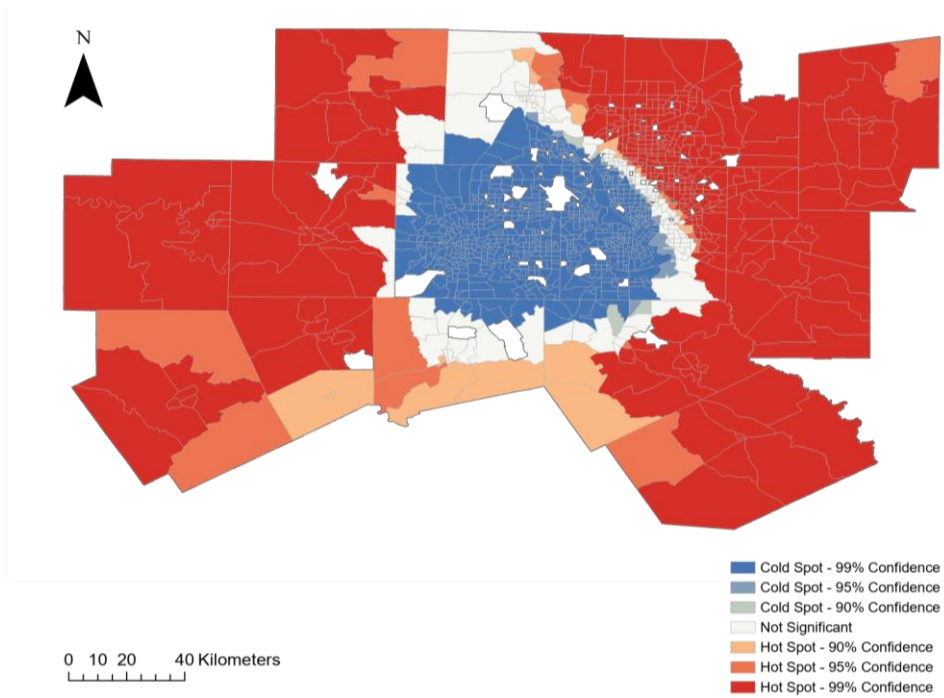 N
Cold Spot - 99% Confidence
Cold Spot - 95% Confidence
Cold Spot - 90% Confidence
Not Significant
Hot Spot - 90% Confidence
Hot Spot - 95% Confidence
Hot Spot - 99% Confidence
0 10 20 40 Kilometers